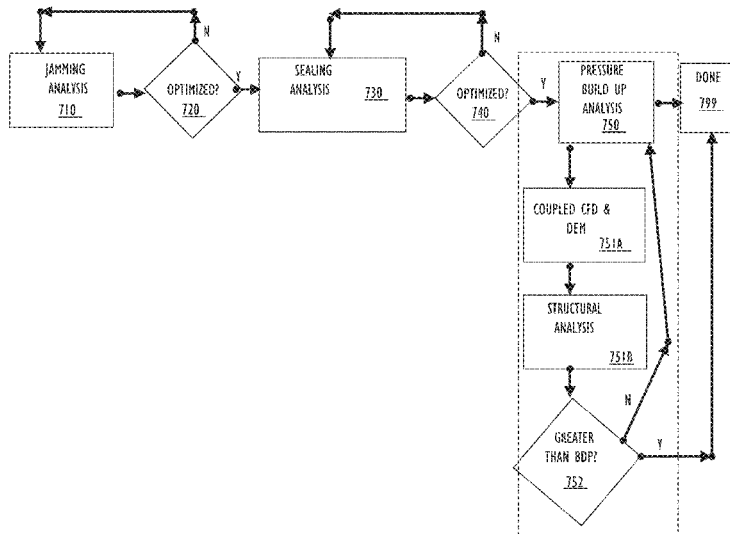 N
JAMMING
ANALYSIS
710
OPTIMIZED?
720
Y
SEALING
ANALYSIS
730
N
OPTIMIZED?
740
Y
PRESSURE
BUILD UP
ANALYSIS
750
DONE
799
COUPLED CFD &
DEM
751A
STRUCTURAL
ANALYSIS
751B
N
GREATER
THAN BDP?
752
Y